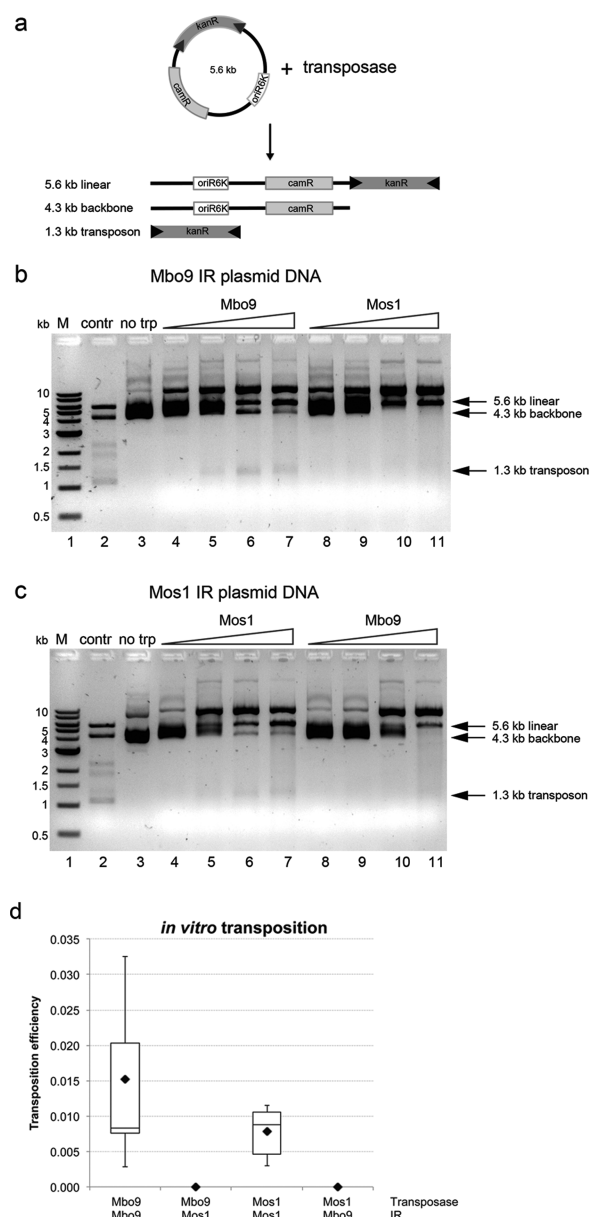 a
kanR
5.6 kb
camR
oriR6K
+ transposase
5.6 kb linear
oriR6K
camR
kanR
4.3 kb backbone
oriR6K
camR
1.3 kb transposon
kanR
b
Mbo9 IR plasmid DNA
Mbo9
Mos1
kb
M
contr
no trp
10
5
4
3
2
1.5
1
0.5
5.6 kb linear
4.3 kb backbone
1.3 kb transposon
1 2 3 4 5 6 7 8 9 10 11
c
Mos1 IR plasmid DNA
Mos1
Mbo9
kb
M
contr
no trp
10
5
4
3
2
1.5
1
0.5
5.6 kb linear
4.3 kb backbone
1.3 kb transposon
1 2 3 4 5 6 7 8 9 10 11
d
in vitro transposition
Transposition efficiency
0.035
0.030
0.025
0.020
0.015
0.010
0.005
0.000
Mbo9 Mbo9 Mos1 Mos1 Transposase
Mbo9 Mos1 Mos1 Mbo9 IR